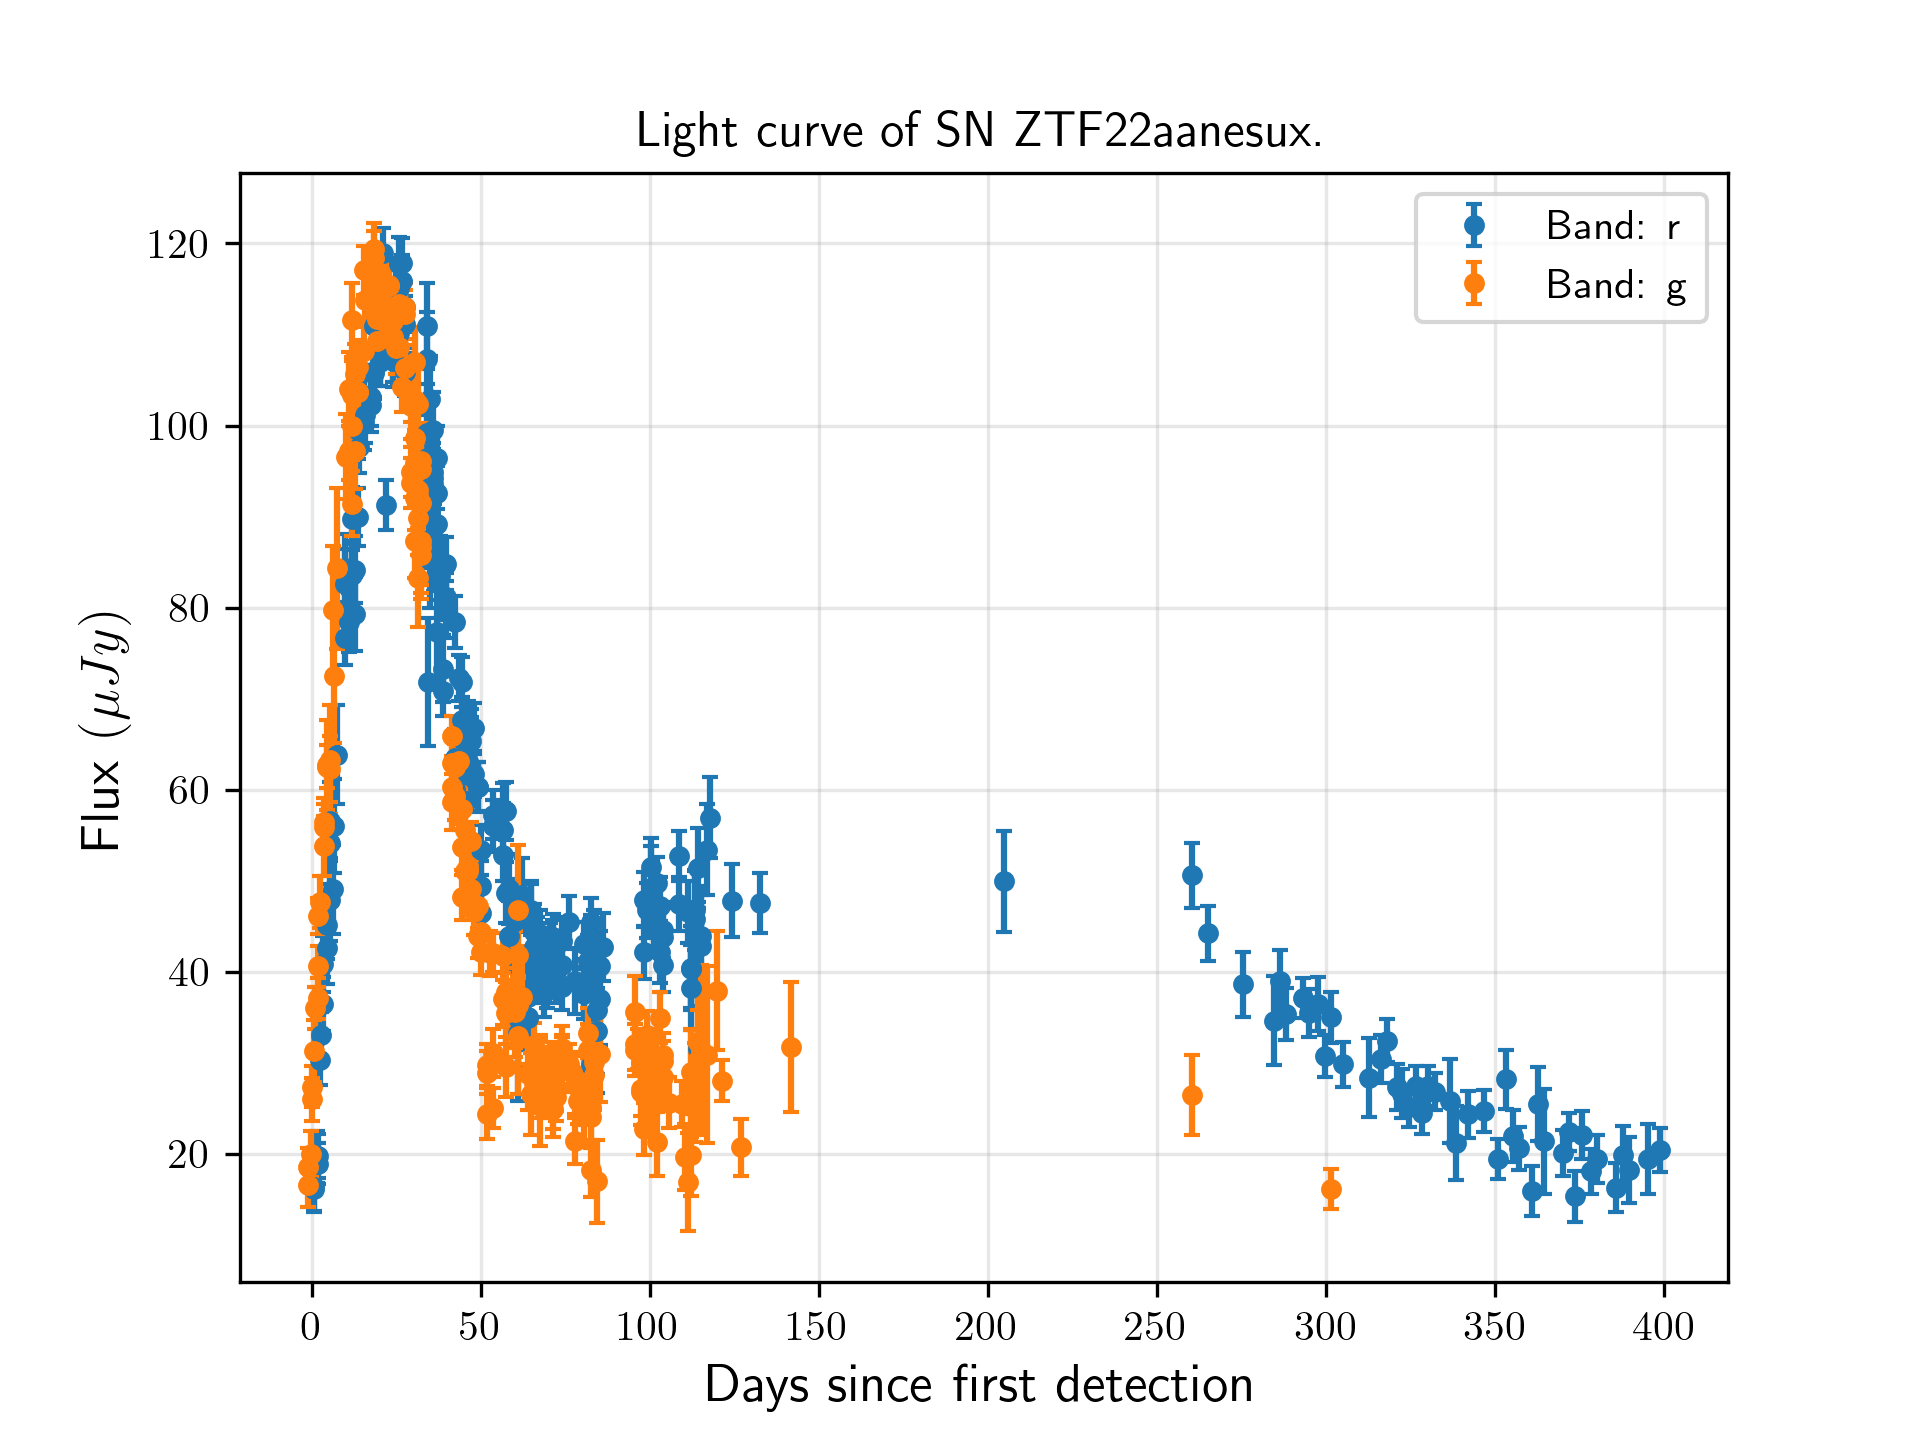 Light curve of SN ZTF22aanesux.
Band: r
Band: g
120
100
80
60
40
20
Flux (μJy)
0 50 100 150 200 250 300 350 400
Days since first detection